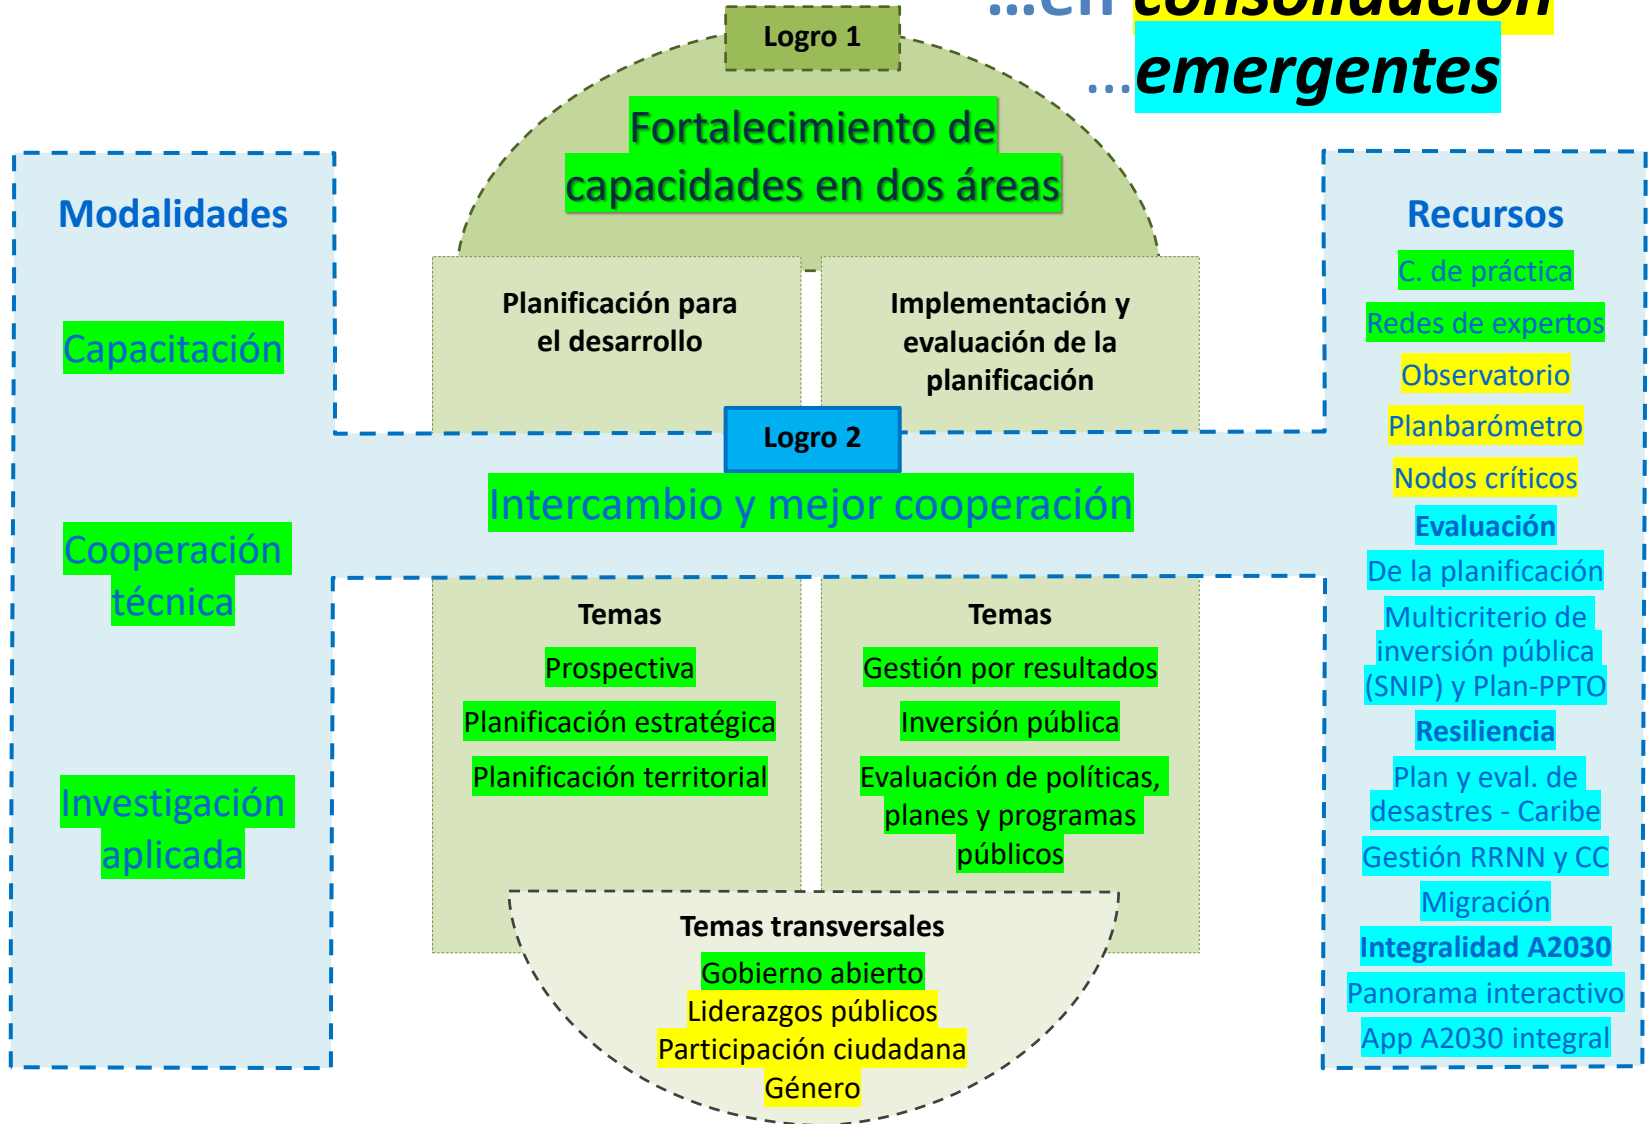 ...en consolidación
...emergentes
Logro 1
Fortalecimiento de
capacidades en dos áreas
Modalidades
Capacitación
Cooperación
técnica
Investigación
aplicada
Planificación para
el desarrollo
Implementación y
evaluación de la
planificación
Logro 2
Intercambio y mejor cooperación
Temas
Prospectiva
Planificación estratégica
Planificación territorial
Temas
Gestión por resultados
Inversión pública
Evaluación de políticas,
planes y programas
públicos
Temas transversales
Gobierno abierto
Liderazgos públicos
Participación ciudadana
Género
Recursos
C. de práctica
Redes de expertos
Observatorio
Planbarómetro
Nodos críticos
Evaluación
De la planificación
Multicriterio de
inversión pública
(SNIP) y Plan-PPTO
Resiliencia
Plan y eval. de
desastres - Caribe
Gestión RRNN y CC
Migración
Integralidad A2030
Panorama interactivo
App A2030 integral